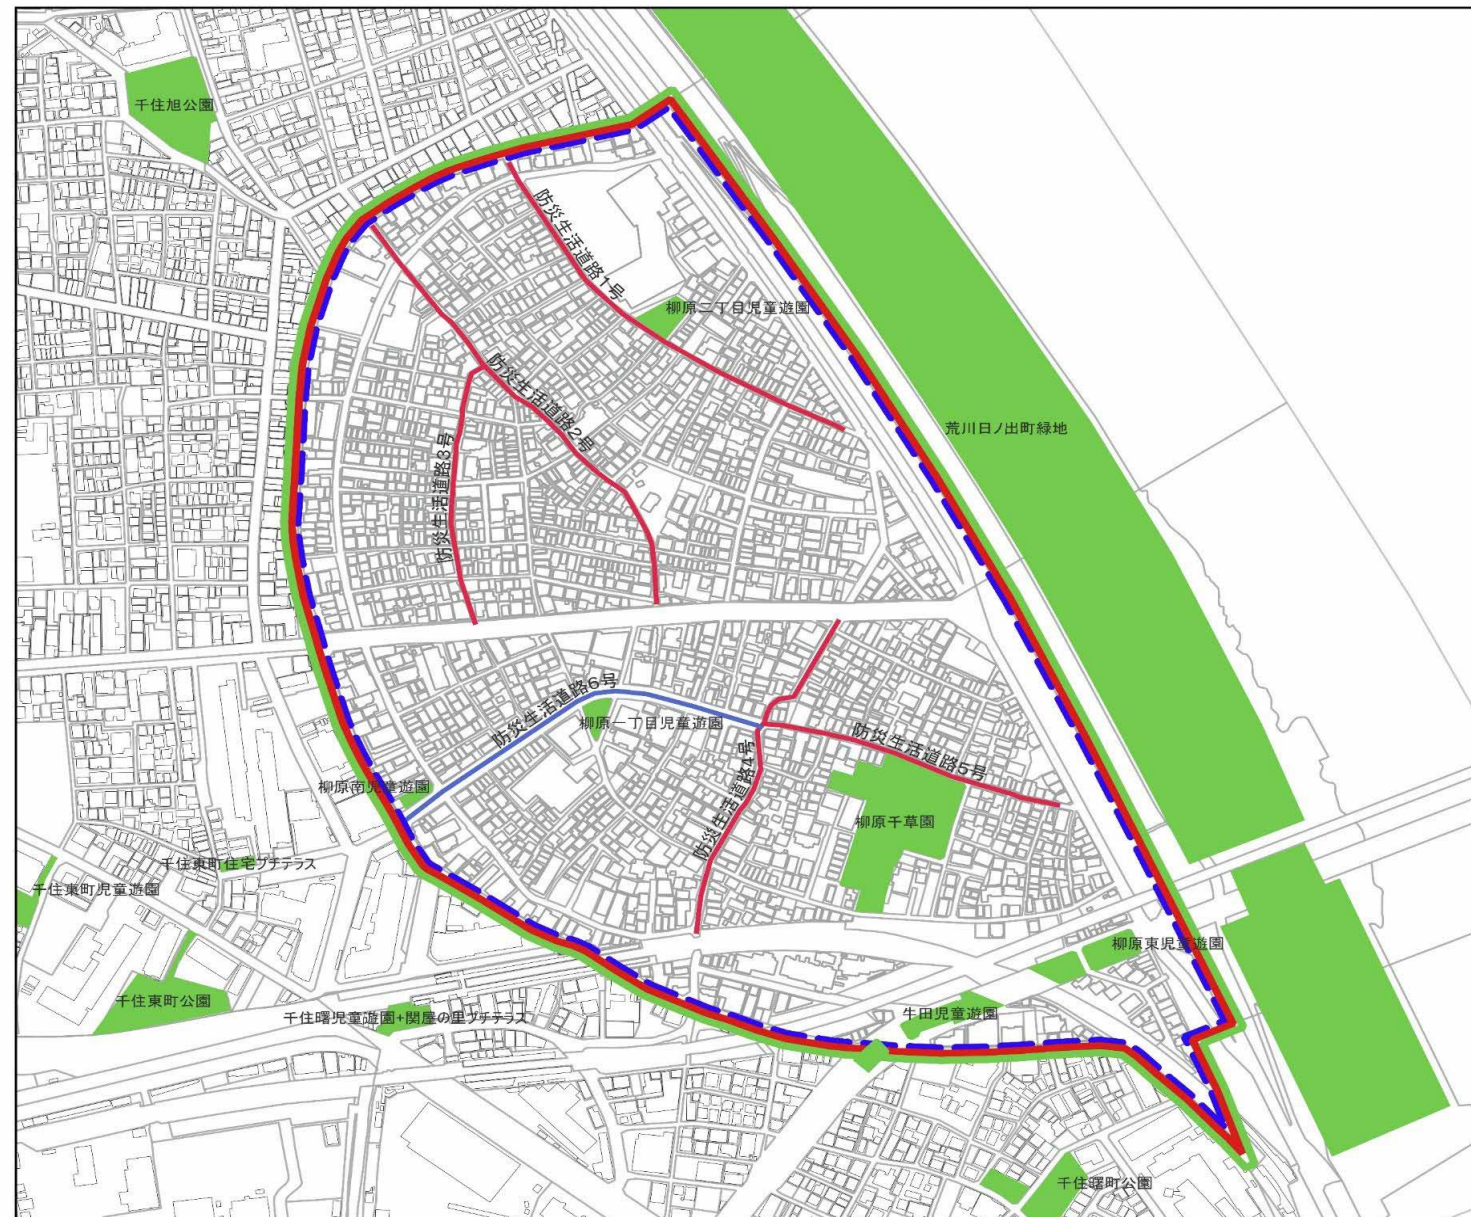 千住旭公園
防災生活道路1号
柳原二丁目児童遊園
防災生活道路2号
荒川日ノ出町緑地
防災生活道路3号
防災生活道路6号
柳原一丁目児童遊園
防災生活道路5号
防災生活道路4号
柳原南児童遊園
柳原千草園
千住東町住宅プチテラス
千住東町児童遊園
柳原東児童遊園
千住東町公園
牛田児童遊園
千住曙児童遊園+関屋の里プチテラス
千住曙町公園